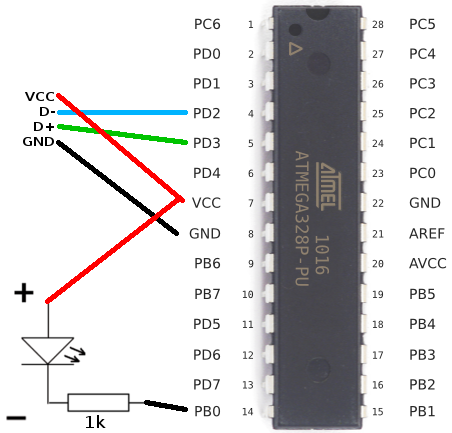 PC6 1 28 PC5
PD0 2 27 PC4
PD1 3 26 PC3
VCC
D-
PD2 4 25 PC2
D+
GND
PD3 5 24 PC1
PD4 6 23 PC0
VCC 7 22 GND
GND 8 21 AREF
PB6 9 20 AVCC
PB7 10 19 PB5
PD5 11 18 PB4
PD6 12 17 PB3
PD7 13 16 PB2
PB0 14 15 PB1
ATMEL
ATMEGA328P-PU
1016
+
−
1k